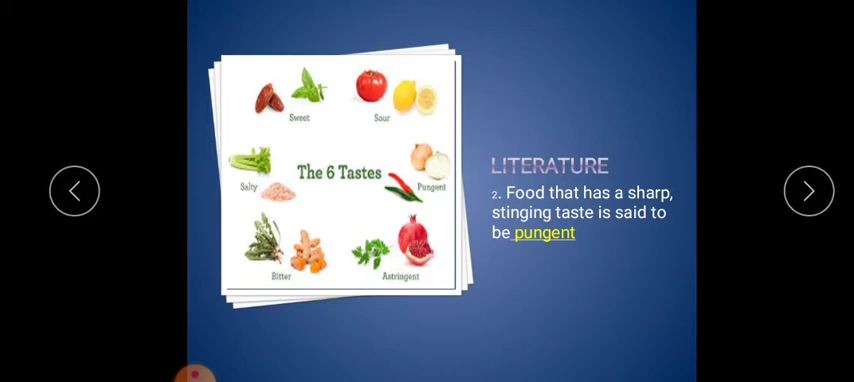 Sweet
Sour
The 6 Tastes
Salty
Pungent
Bitter
Astringent
LITERATURE
2. Food that has a sharp,
stinging taste is said to
be pungent